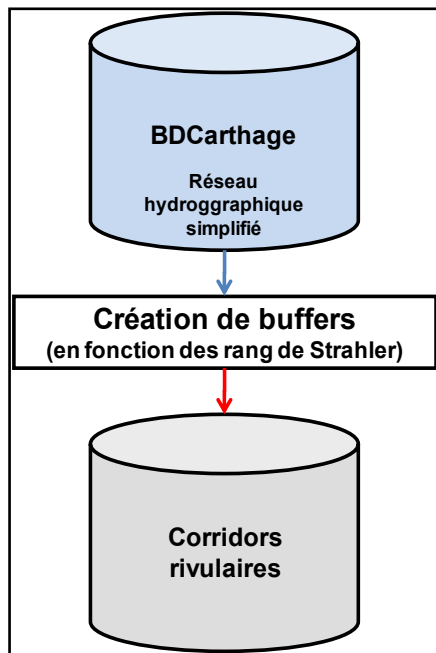 BDCarthage
Réseau
hydroggraphique
simplifié
Création de buffers
(en fonction des rang de Strahler)
Corridors
rivulaires